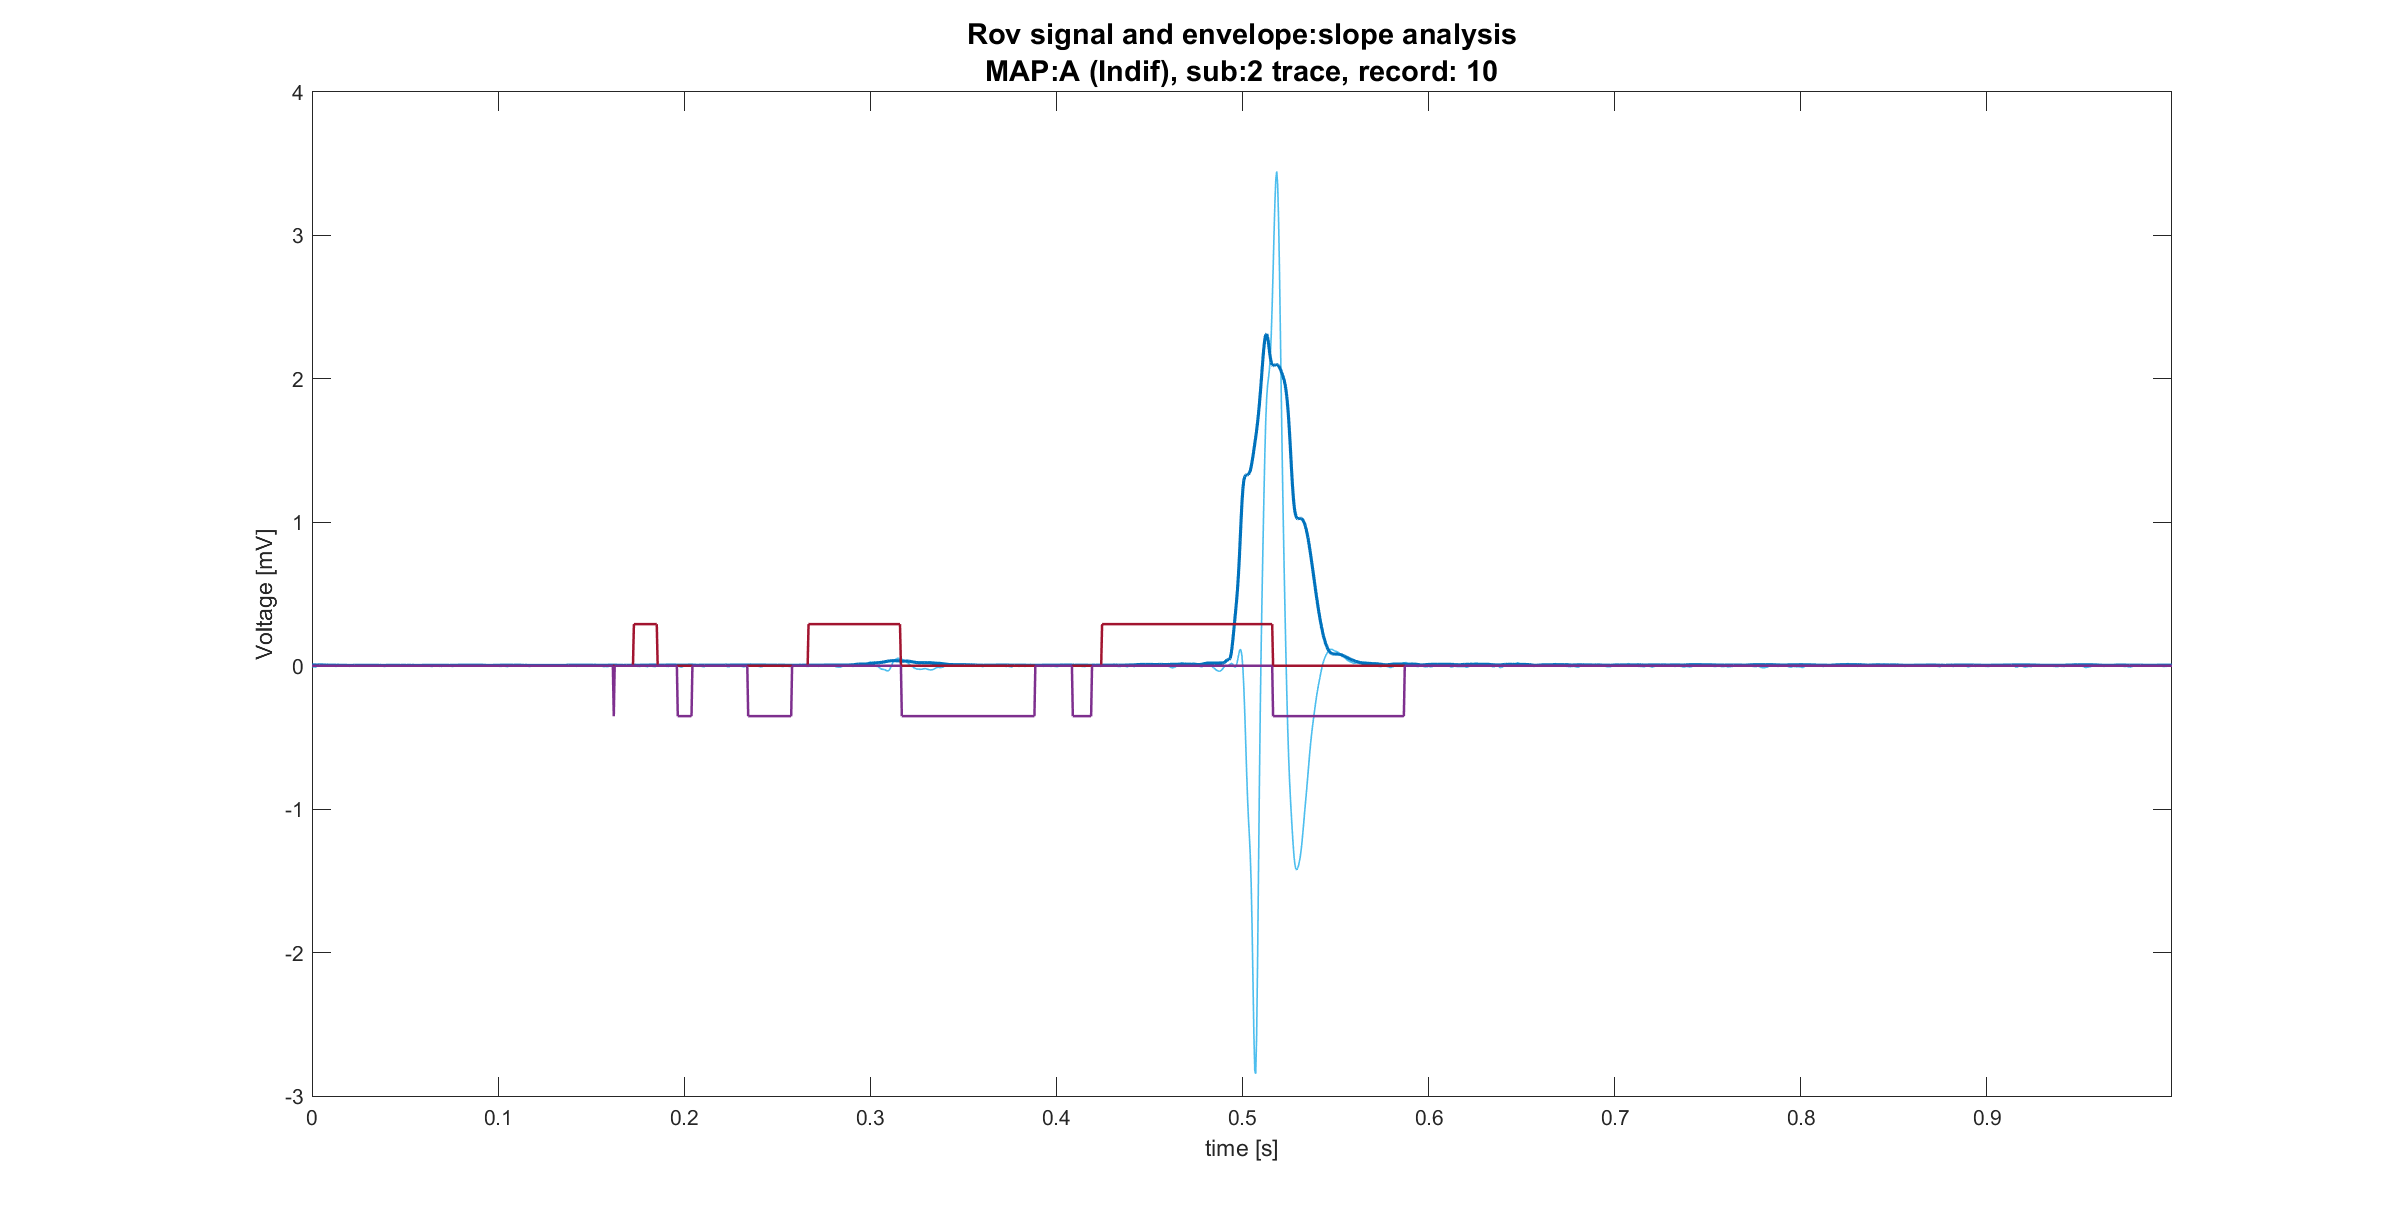 Rov signal and envelope:slope analysis
MAP:A (Indif), sub:2 trace, record: 10
4
3
2
1
0
-1
-2
-3
Voltage [mV]
0 0.1 0.2 0.3 0.4 0.5 0.6 0.7 0.8 0.9
time [s]